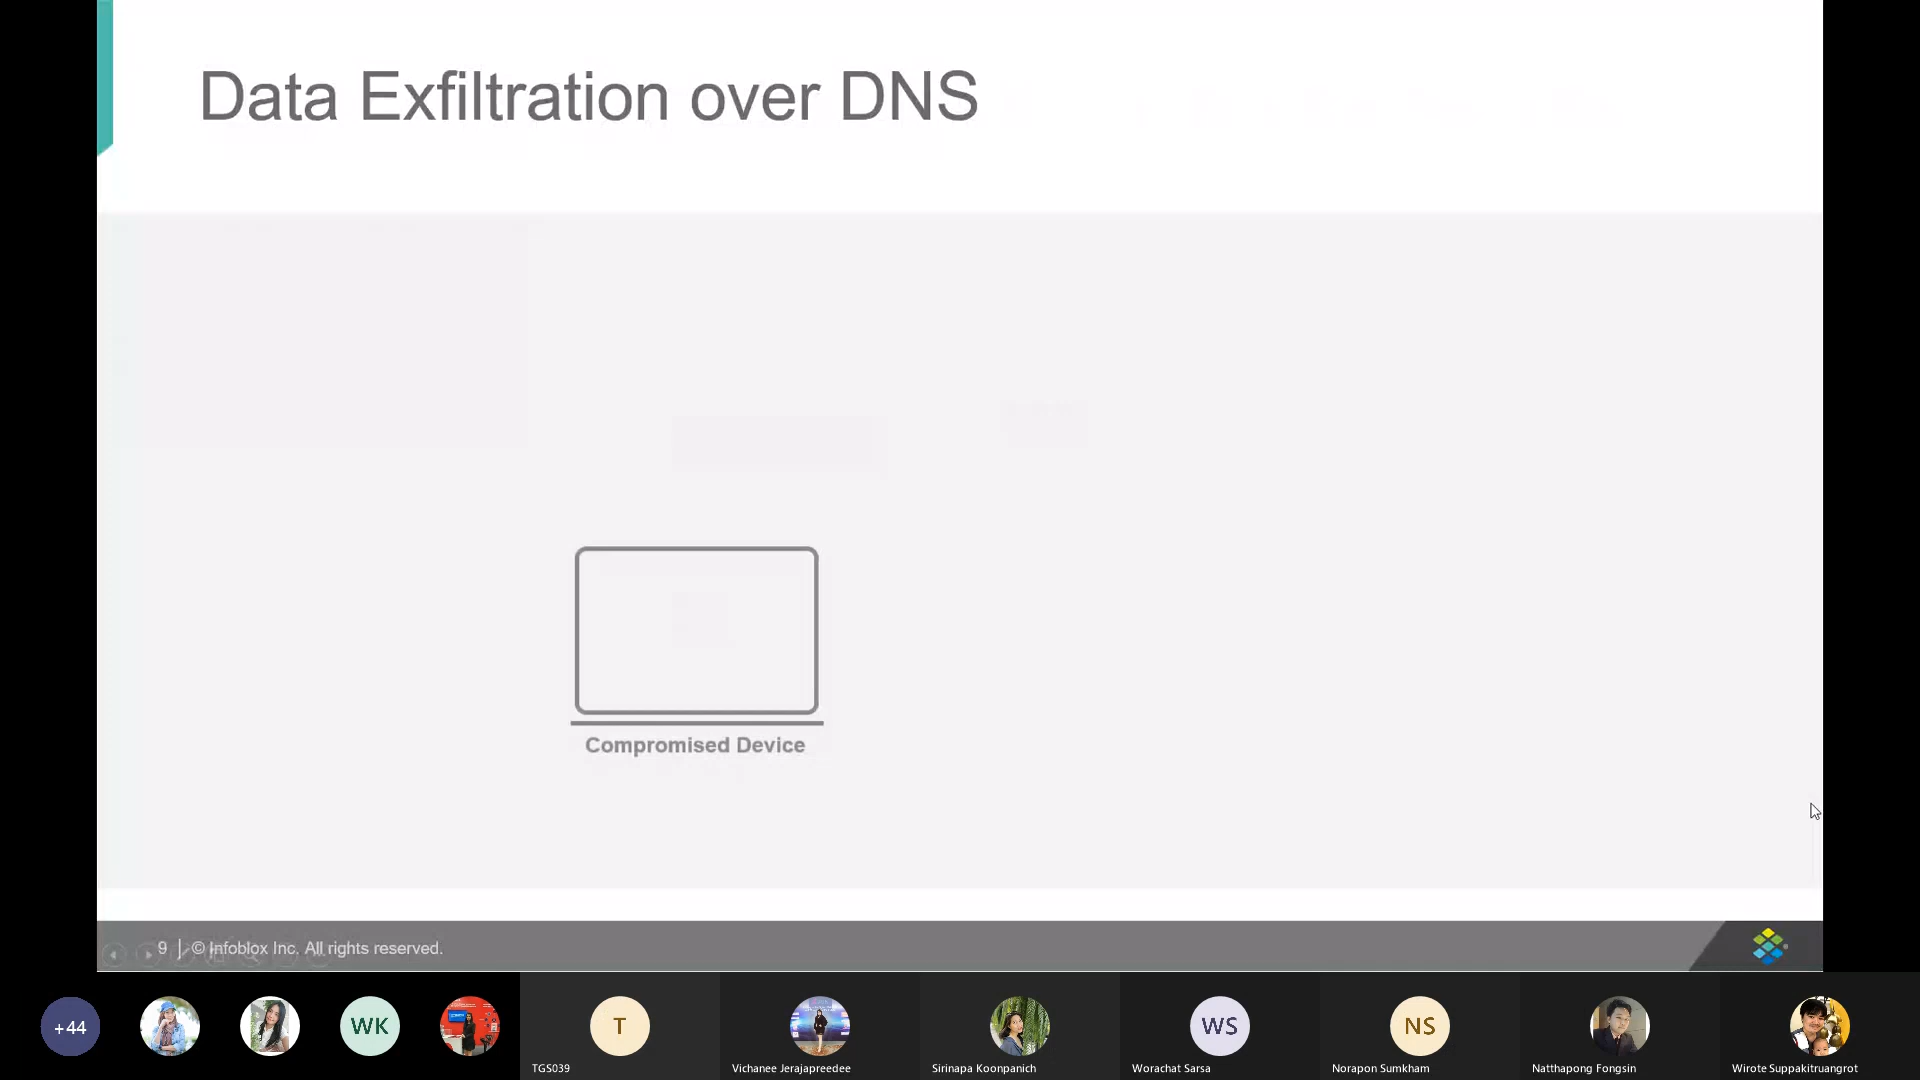 Data Exfiltration over DNS
Compromised Device
9 | © Infoblox Inc. All rights reserved.
+44
WK
T
WS
NS
TGS039
Vichanee Jerajapreedee
Sirinapa Koonpanich
Worachat Sarsa
Norapon Sumkham
Natthapong Fongsin
Wirote Suppakitruangrot